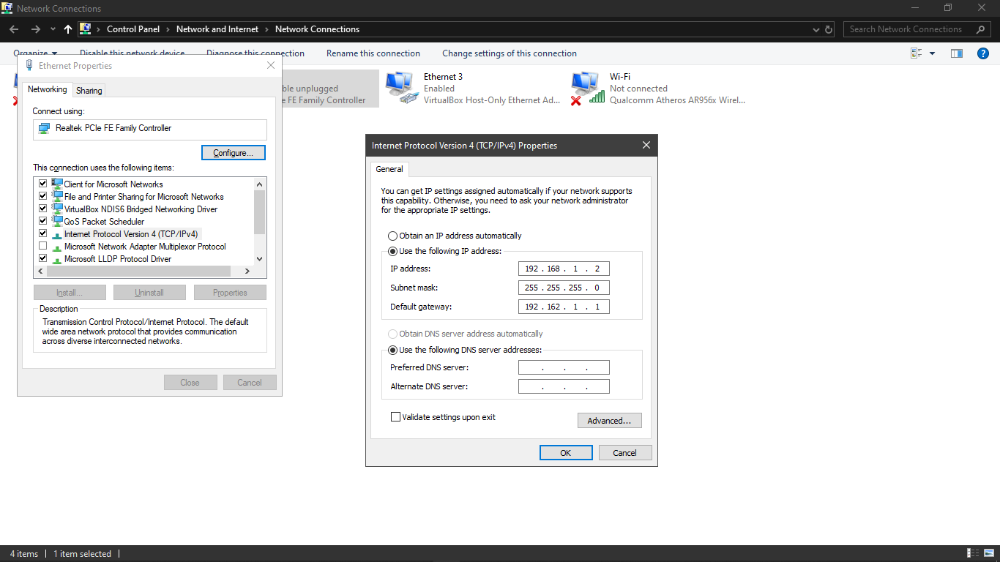 Network Connections
Control Panel > Network and Internet > Network Connections
Search Network Connections
Organize
Disable this network device
Diagnose this connection
Rename this connection
Change settings of this connection
Ethernet Properties
Networking
Sharing
Connect using:
Realtek PCIe FE Family Controller
Configure...
This connection uses the following items:
Client for Microsoft Networks
File and Printer Sharing for Microsoft Networks
VirtualBox NDIS6 Bridged Networking Driver
QoS Packet Scheduler
Internet Protocol Version 4 (TCP/IPv4)
Microsoft Network Adapter Multiplexor Protocol
Microsoft LLDP Protocol Driver
Install...
Uninstall
Properties
Description
Transmission Control Protocol/Internet Protocol. The default
wide area network protocol that provides communication
across diverse interconnected networks.
Close
Cancel
unplugged
FE Family Controller
Ethernet 3
Enabled
VirtualBox Host-Only Ethernet Ad...
Wi-Fi
Not connected
Qualcomm Atheros AR956x Wirel...
Internet Protocol Version 4 (TCP/IPv4) Properties
General
You can get IP settings assigned automatically if your network supports
this capability. Otherwise, you need to ask your network administrator
for the appropriate IP settings.
Obtain an IP address automatically
Use the following IP address:
IP address: 192 . 168 . 1 . 2
Subnet mask: 255 . 255 . 255 . 0
Default gateway: 192 . 162 . 1 . 1
Obtain DNS server address automatically
Use the following DNS server addresses:
Preferred DNS server: . . .
Alternate DNS server: . . .
Validate settings upon exit
Advanced...
OK
Cancel
4 items
1 item selected